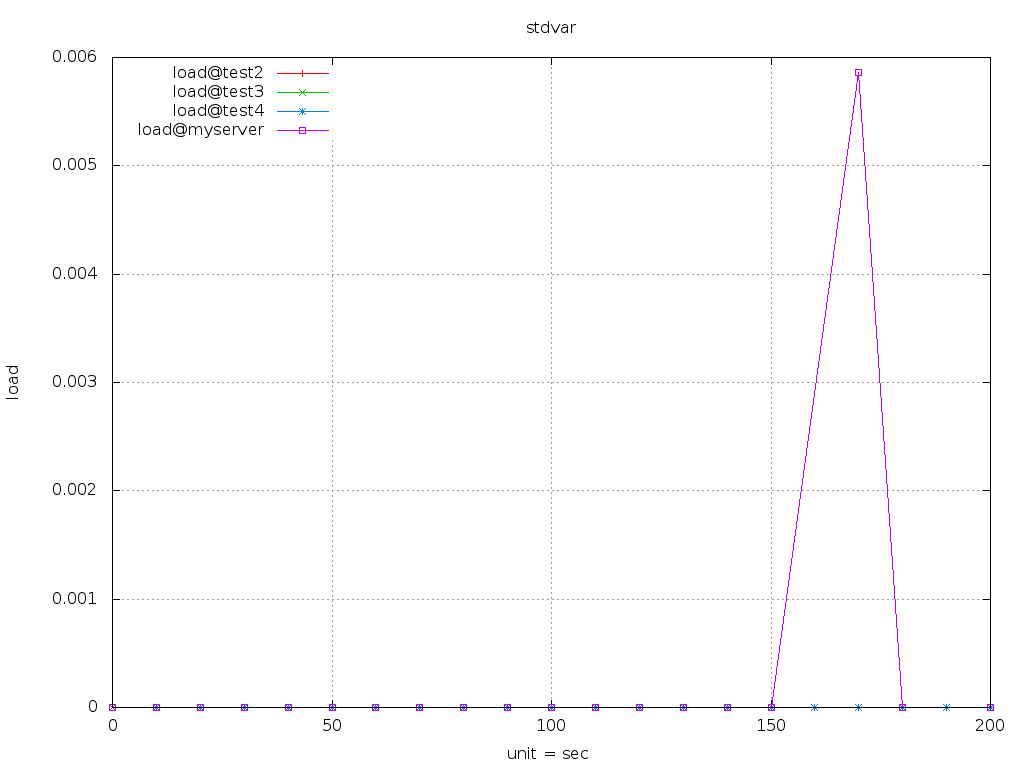 stdvar
0.006
load@test2
load@test3
load@test4
load@myserver
0.005
0.004
0.003
load
0.002
0.001
0
0 50 100 150 200
unit = sec